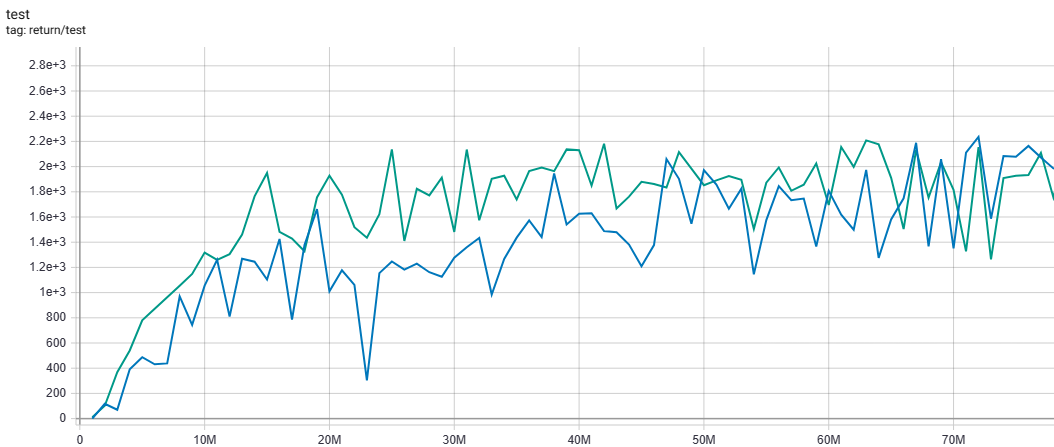 test
tag: return/test
2.8e+3
2.6e+3
2.4e+3
2.2e+3
2e+3
1.8e+3
1.6e+3
1.4e+3
1.2e+3
1e+3
800
600
400
200
0
0 10M 20M 30M 40M 50M 60M 70M